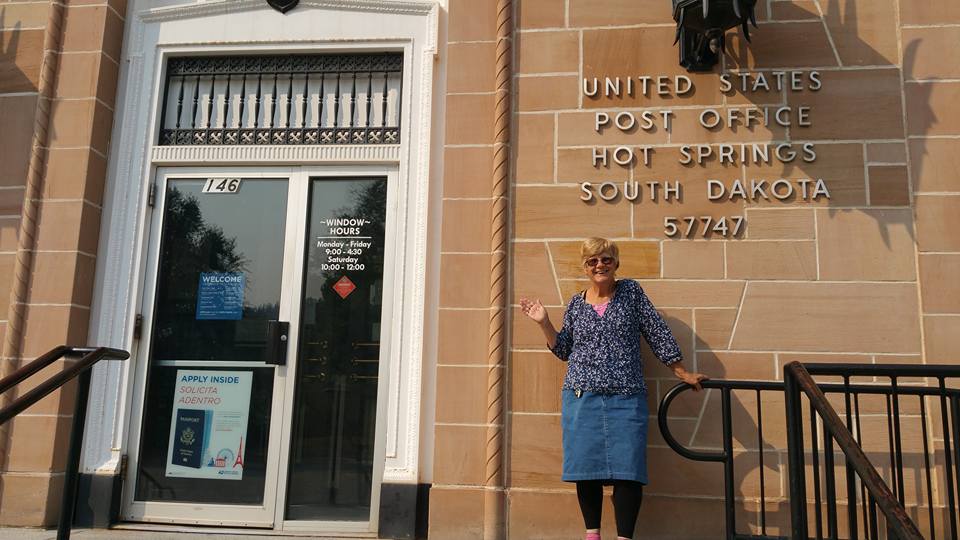 146
~WINDOW~
HOURS
Monday - Friday
9:00 - 4:30
Saturday
10:00 - 12:00
WELCOME
APPLY INSIDE
SOLICITA
ADENTRO
PASSPORT
UNITED STATES
POST OFFICE
HOT SPRINGS
SOUTH DAKOTA
57747